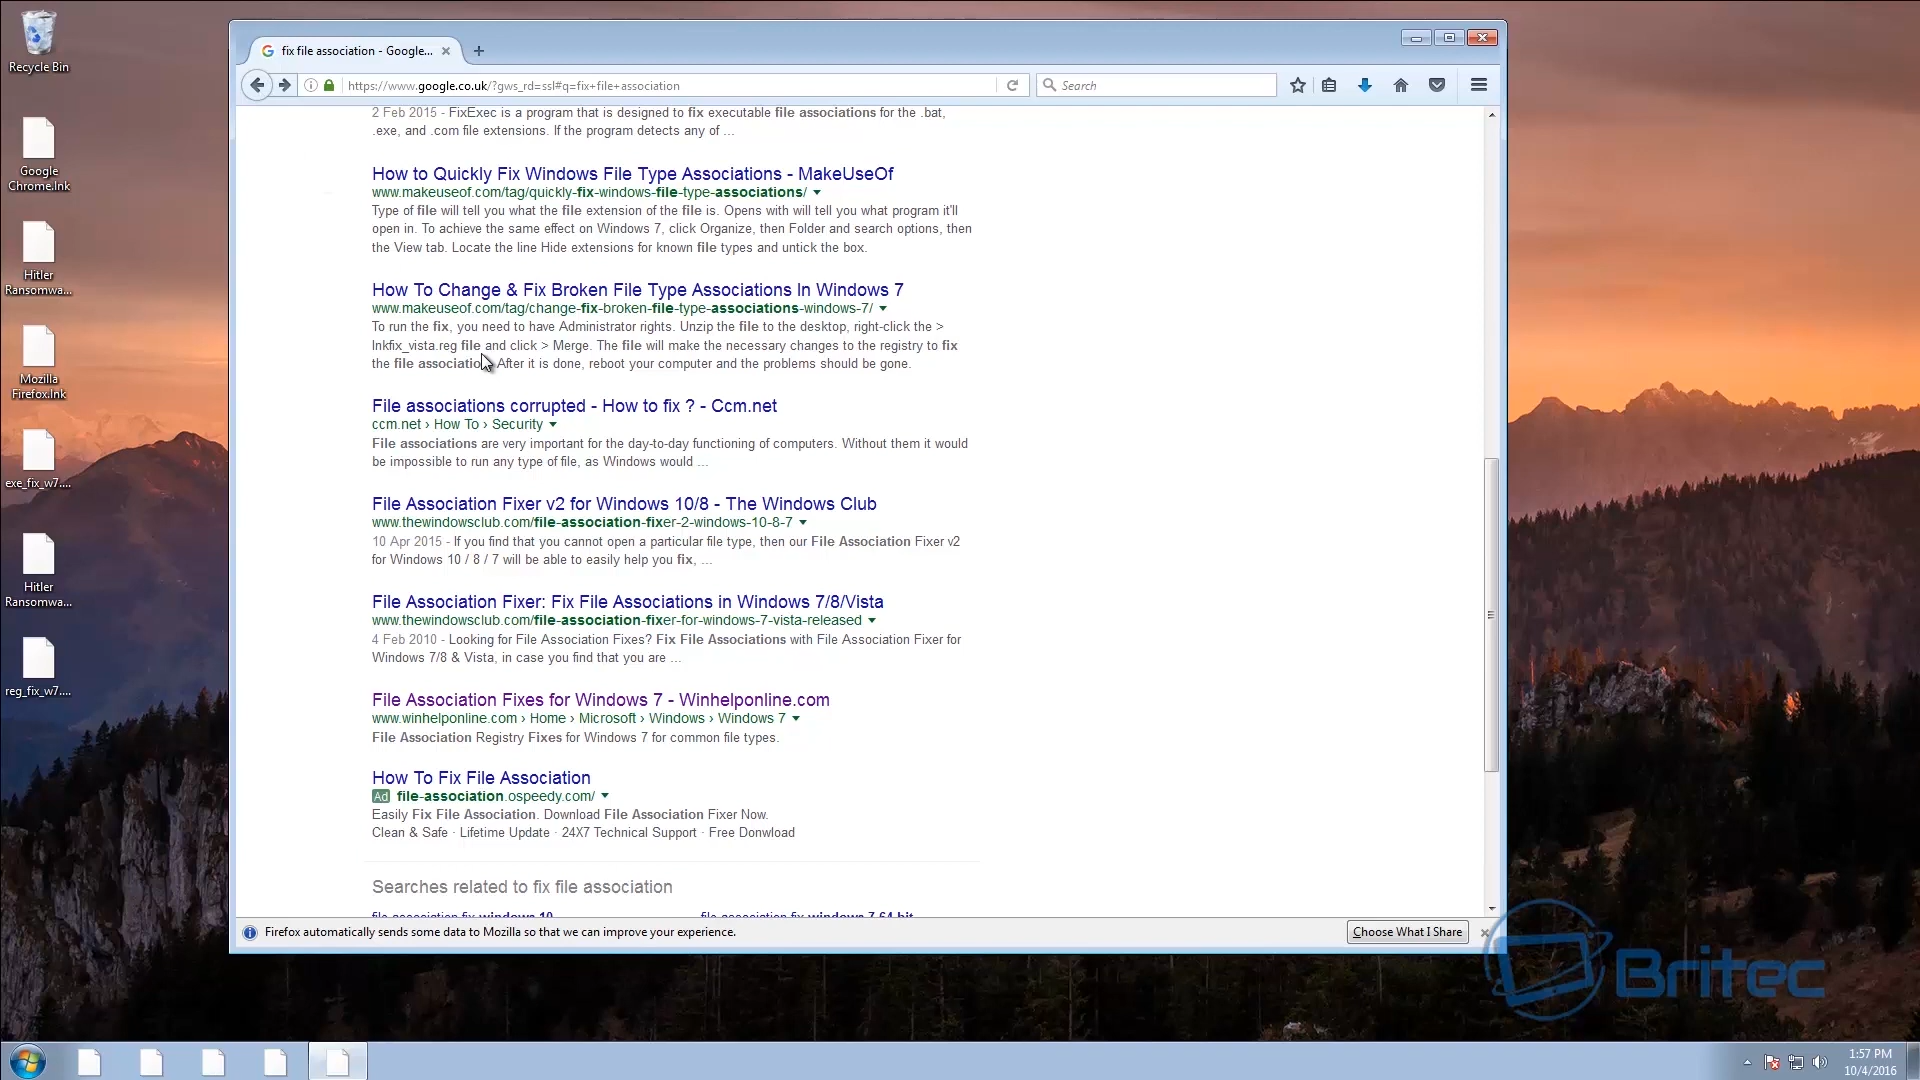 Recycle Bin
Google
Chrome.lnk
Hitler
Ransomwa...
Mozilla
Firefox.lnk
exe_fix_w7....
Hitler
Ransomwa...
reg_fix_w7....
fix file association - Google...
https://www.google.co.uk/?gws_rd=ssl#q=fix+file+association
Search
2 Feb 2015 - FixExec is a program that is designed to fix executable file associations for the .bat,
.exe, and .com file extensions. If the program detects any of ...
How to Quickly Fix Windows File Type Associations - MakeUseOf
www.makeuseof.com/tag/quickly-fix-windows-file-type-associations/
Type of file will tell you what the file extension of the file is. Opens with will tell you what program it'll
open in. To achieve the same effect on Windows 7, click Organize, then Folder and search options, then
the View tab. Locate the line Hide extensions for known file types and untick the box.
How To Change & Fix Broken File Type Associations In Windows 7
www.makeuseof.com/tag/change-fix-broken-file-type-associations-windows-7/
To run the fix, you need to have Administrator rights. Unzip the file to the desktop, right-click the >
lnkfix_vista.reg file and click > Merge. The file will make the necessary changes to the registry to fix
the file association. After it is done, reboot your computer and the problems should be gone.
File associations corrupted - How to fix ? - Ccm.net
ccm.net › How To › Security
File associations are very important for the day-to-day functioning of computers. Without them it would
be impossible to run any type of file, as Windows would ...
File Association Fixer v2 for Windows 10/8 - The Windows Club
www.thewindowsclub.com/file-association-fixer-2-windows-10-8-7
10 Apr 2015 - If you find that you cannot open a particular file type, then our File Association Fixer v2
for Windows 10 / 8 / 7 will be able to easily help you fix, ...
File Association Fixer: Fix File Associations in Windows 7/8/Vista
www.thewindowsclub.com/file-association-fixer-for-windows-7-vista-released
4 Feb 2010 - Looking for File Association Fixes? Fix File Associations with File Association Fixer for
Windows 7/8 & Vista, in case you find that you are ...
File Association Fixes for Windows 7 - Winhelponline.com
www.winhelponline.com › Home › Microsoft › Windows › Windows 7
File Association Registry Fixes for Windows 7 for common file types.
How To Fix File Association
Ad file-association.ospeedy.com/
Easily Fix File Association. Download File Association Fixer Now.
Clean & Safe · Lifetime Update · 24X7 Technical Support · Free Donwload
Searches related to fix file association
file association fix windows 10
file association fix windows 7 64 bit
Firefox automatically sends some data to Mozilla so that we can improve your experience.
Choose What I Share
Britec
1:57 PM
10/4/2016